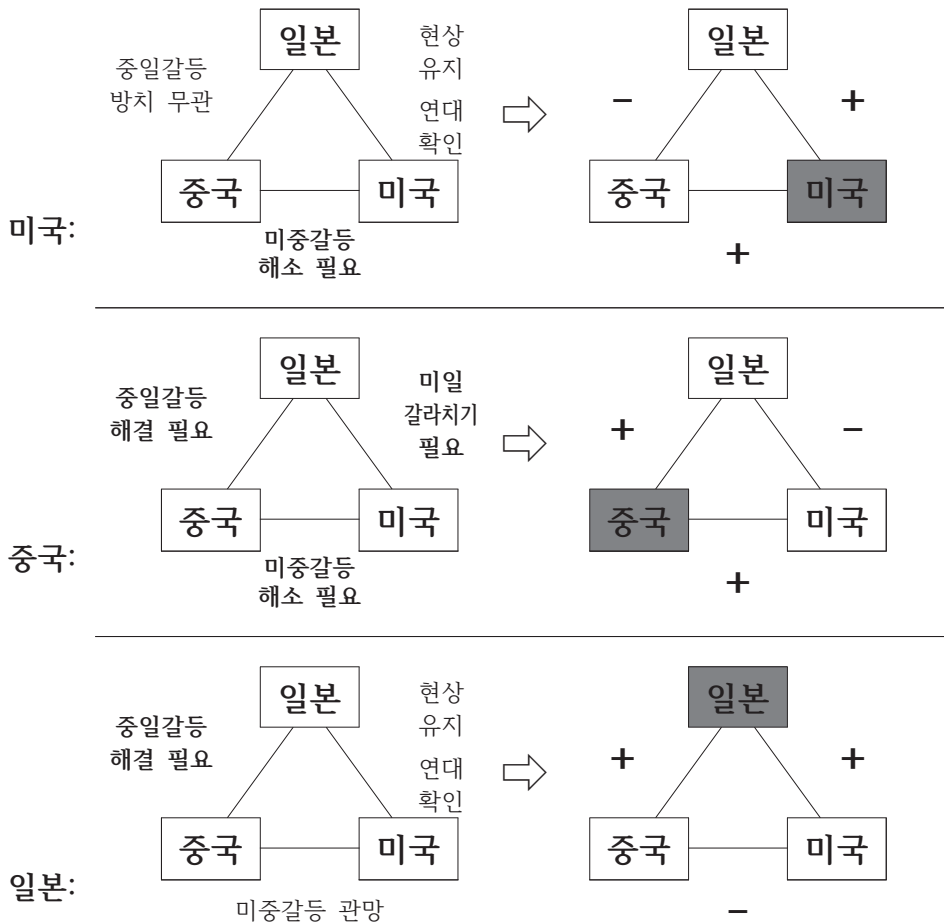 일본
현상
유지
중일갈등
방치 무관
연대
확인
중국
미국
미중갈등
해소 필요
미국:
일본
-
+
중국
미국
+
일본
미일
갈라치기
필요
중일갈등
해결 필요
중국
미국
미중갈등
해소 필요
중국:
일본
+
-
중국
미국
+
일본
현상
유지
중일갈등
해결 필요
연대
확인
중국
미국
미중갈등 관망
일본:
일본
+
+
중국
미국
-